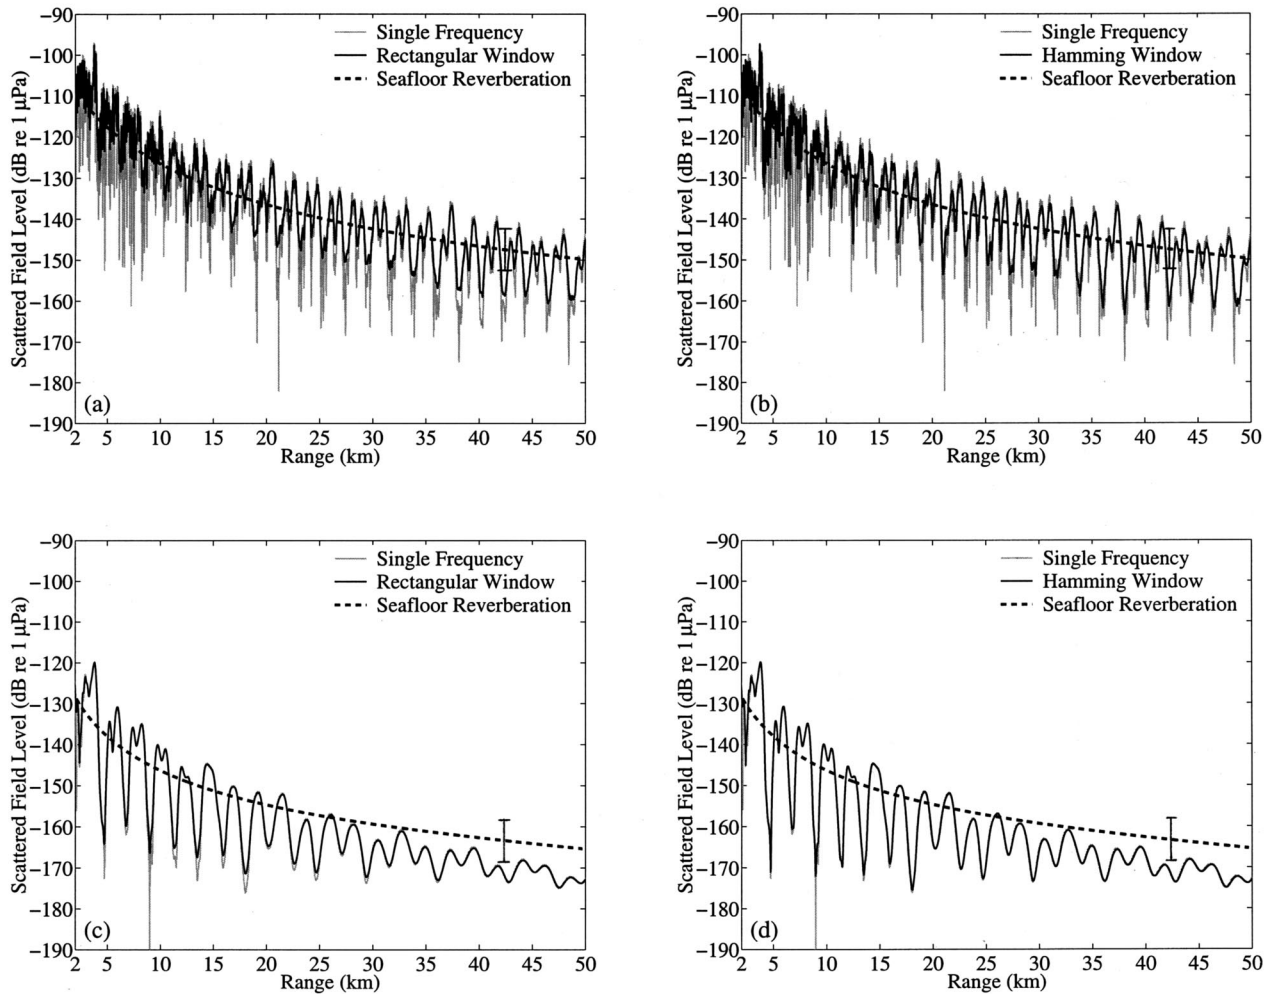 −90
−100
−110
−120
−130
−140
−150
−160
−170
−180
−190
Scattered Field Level (dB re 1 μPa)
Single Frequency
Rectangular Window
Seafloor Reverberation
(a)
2 5 10 15 20 25 30 35 40 45 50
Range (km)
−90
−100
−110
−120
−130
−140
−150
−160
−170
−180
−190
Scattered Field Level (dB re 1 μPa)
Single Frequency
Hamming Window
Seafloor Reverberation
(b)
2 5 10 15 20 25 30 35 40 45 50
Range (km)
−90
−100
−110
−120
−130
−140
−150
−160
−170
−180
−190
Scattered Field Level (dB re 1 μPa)
Single Frequency
Rectangular Window
Seafloor Reverberation
(c)
2 5 10 15 20 25 30 35 40 45 50
Range (km)
−90
−100
−110
−120
−130
−140
−150
−160
−170
−180
−190
Scattered Field Level (dB re 1 μPa)
Single Frequency
Hamming Window
Seafloor Reverberation
(d)
2 5 10 15 20 25 30 35 40 45 50
Range (km)